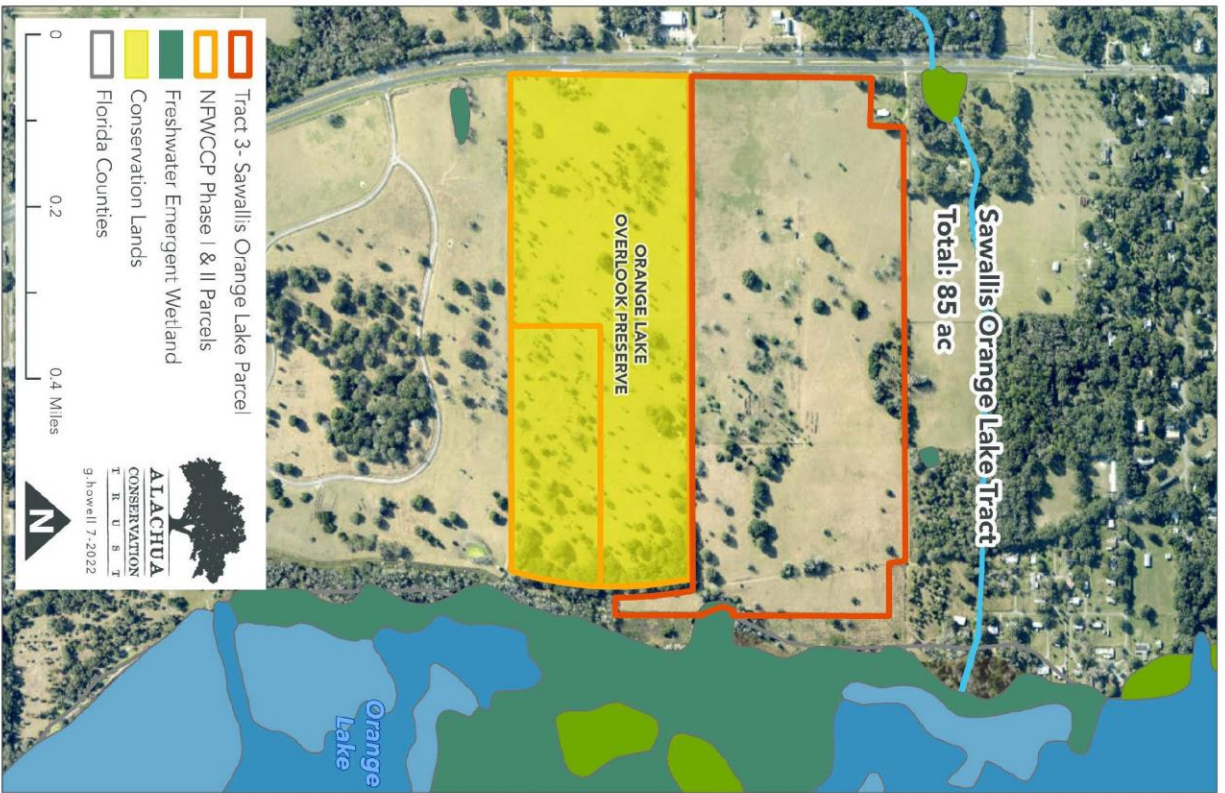 Sawallis Orange Lake Tract
Total: 85 ac
ORANGE LAKE
OVERLOOK PRESERVE
Orange
Lake
Tract 3- Sawallis Orange Lake Parcel
NFWCCP Phase I & II Parcels
Freshwater Emergent Wetland
Conservation Lands
Florida Counties
0 0.2 0.4 Miles
ALACHUA
CONSERVATION
TRUST
g.howell 7-2022
N